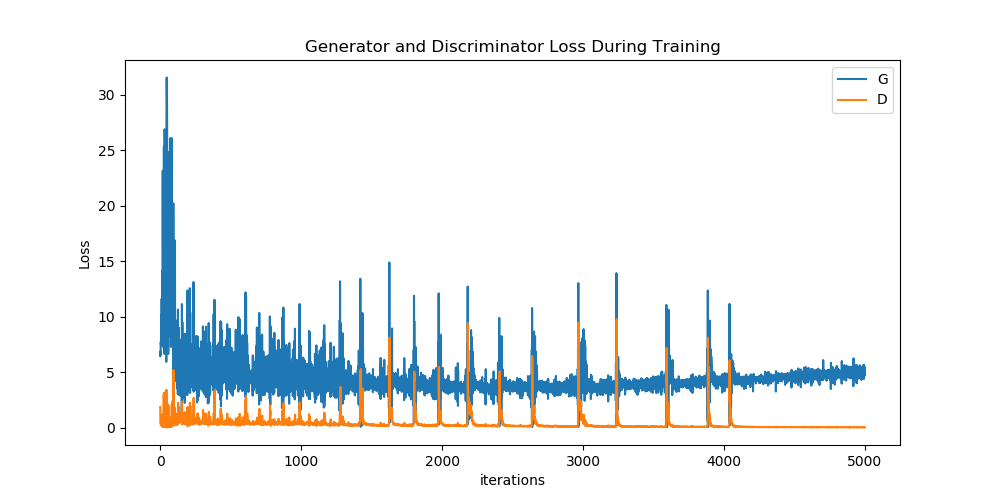 Generator and Discriminator Loss During Training
G
D
Loss
30
25
20
15
10
5
0
0 1000 2000 3000 4000 5000
iterations